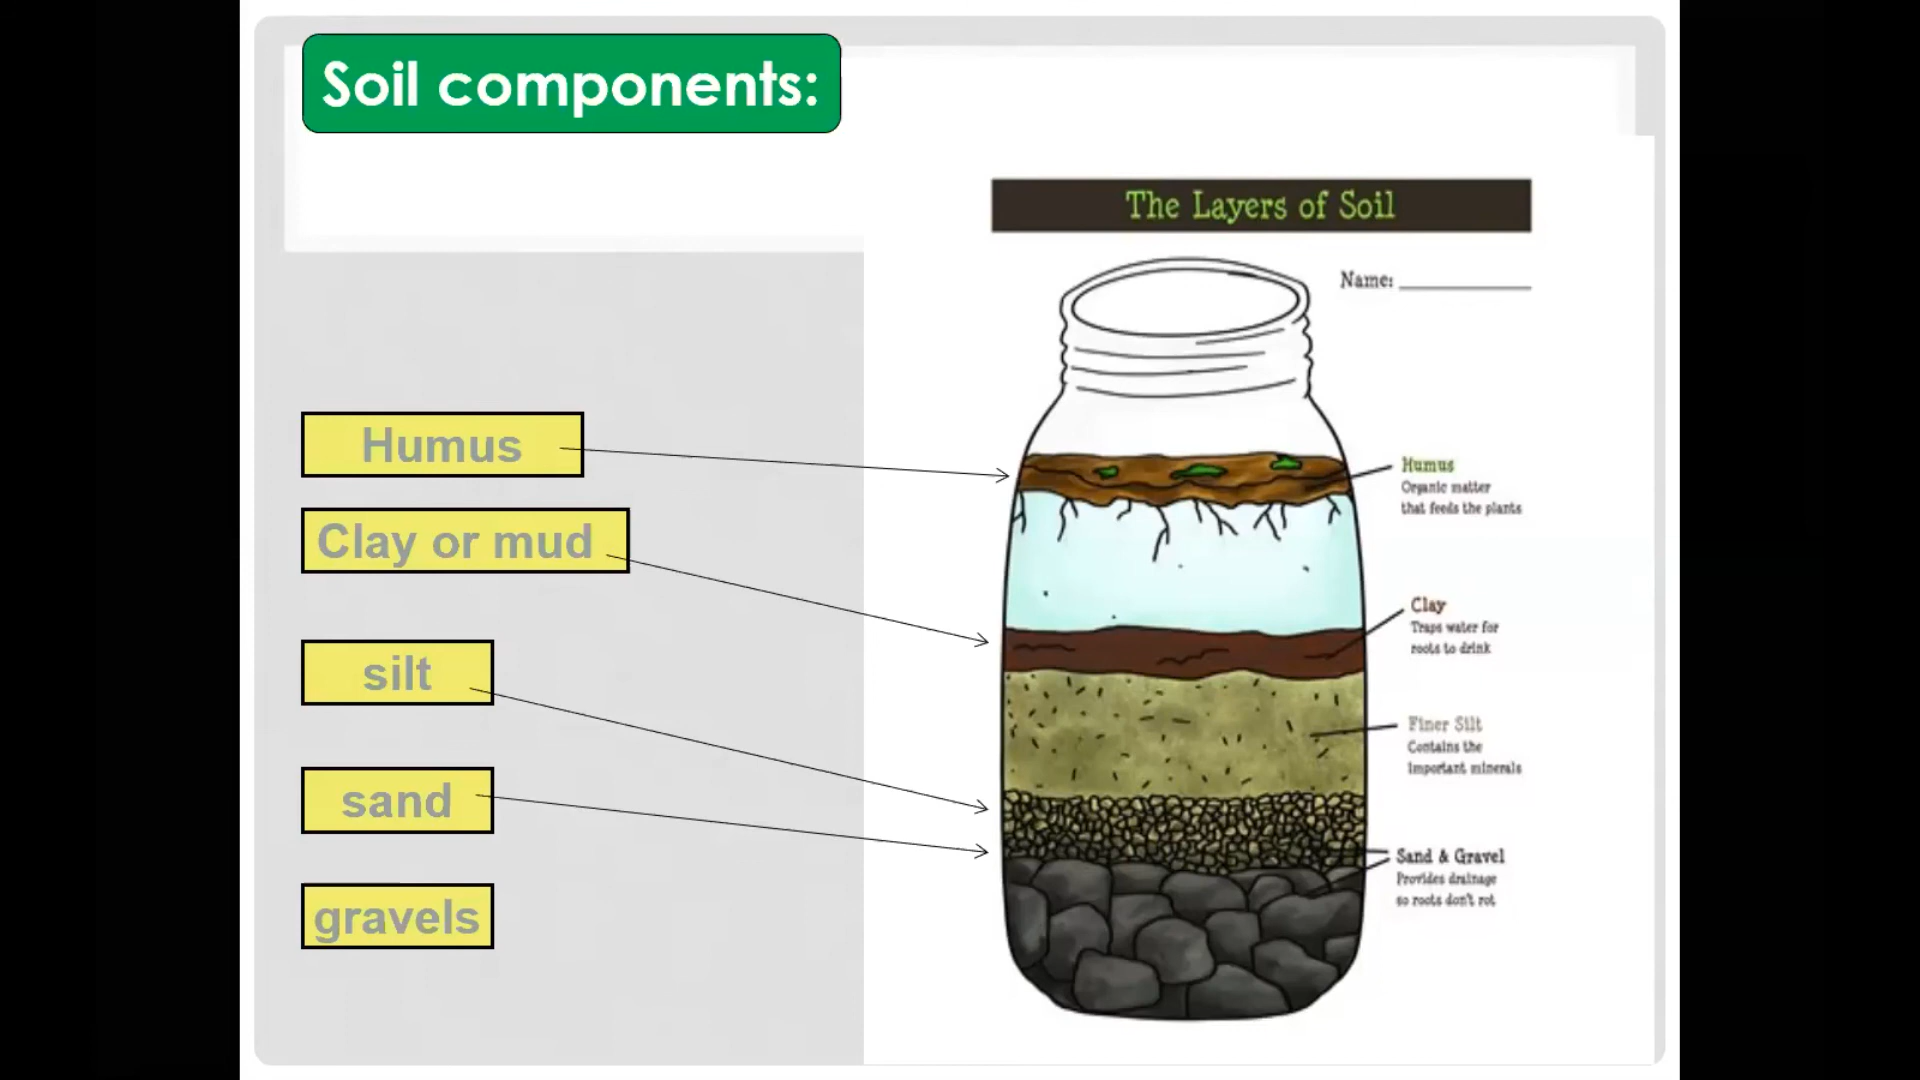 Soil components:
The Layers of Soil
Name:
Humus
Clay or mud
silt
sand
gravels
Humus
Organic matter
that feeds the plants
Clay
Traps water for
roots to drink
Finer Silt
Contains the
important minerals
Sand & Gravel
Provides drainage
so roots don't rot